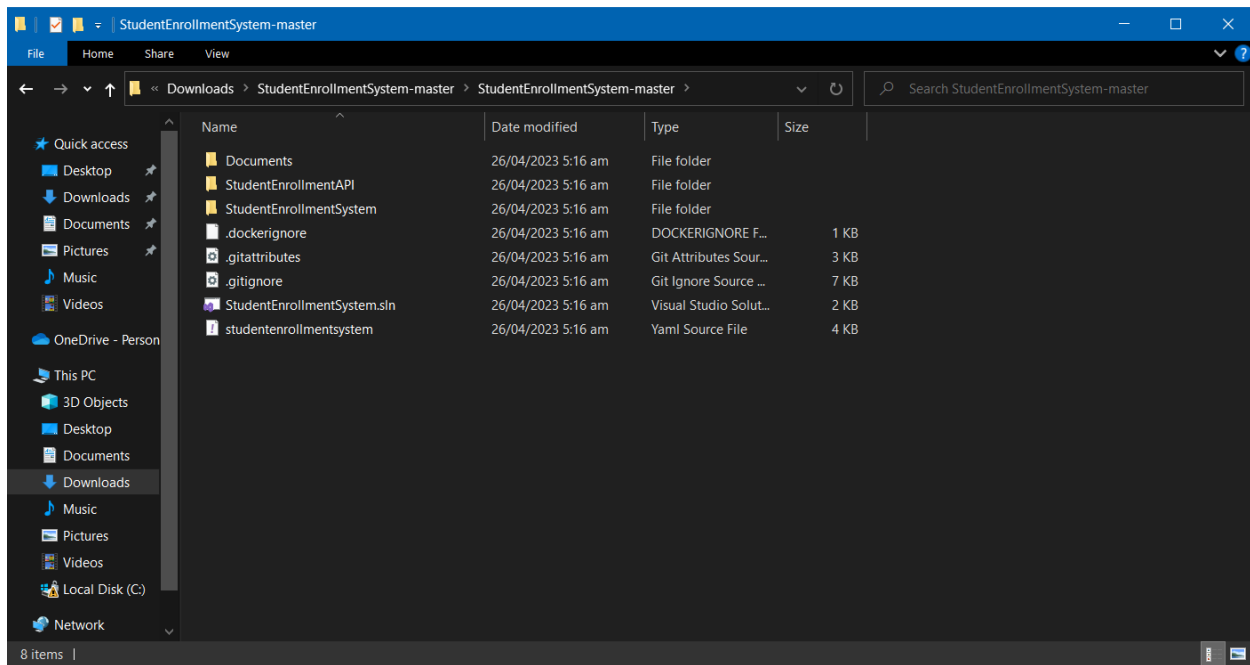 StudentEnrollmentSystem-master
File Home Share View
« Downloads > StudentEnrollmentSystem-master > StudentEnrollmentSystem-master >
Search StudentEnrollmentSystem-master
Quick access
Desktop
Downloads
Documents
Pictures
Music
Videos
OneDrive - Person
This PC
3D Objects
Desktop
Documents
Downloads
Music
Pictures
Videos
Local Disk (C:)
Network
Name Date modified Type Size
Documents 26/04/2023 5:16 am File folder
StudentEnrollmentAPI 26/04/2023 5:16 am File folder
StudentEnrollmentSystem 26/04/2023 5:16 am File folder
.dockerignore 26/04/2023 5:16 am DOCKERIGNORE F... 1 KB
.gitattributes 26/04/2023 5:16 am Git Attributes Sour... 3 KB
.gitignore 26/04/2023 5:16 am Git Ignore Source ... 7 KB
StudentEnrollmentSystem.sln 26/04/2023 5:16 am Visual Studio Solut... 2 KB
studentenrollmentsystem 26/04/2023 5:16 am Yaml Source File 4 KB
8 items